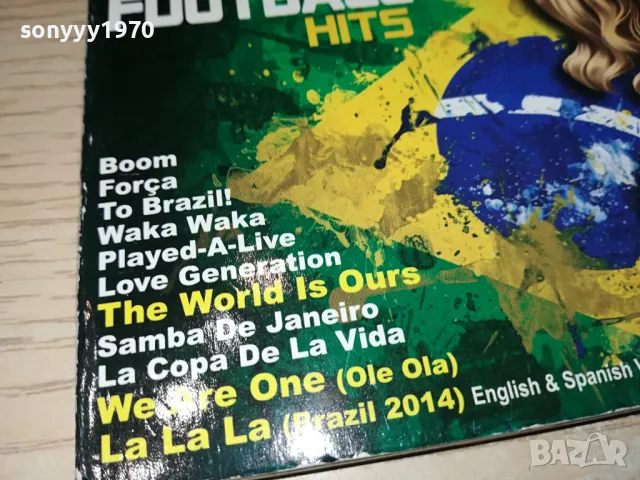 sonyyy1970
FOOTBALL
HITS
Boom
Força
To Brazil!
Waka Waka
Played-A-Live
Love Generation
The World Is Ours
Samba De Janeiro
La Copa De La Vida
We Are One (Ole Ola)
La La La (Brazil 2014) English & Spanish
BAZAR